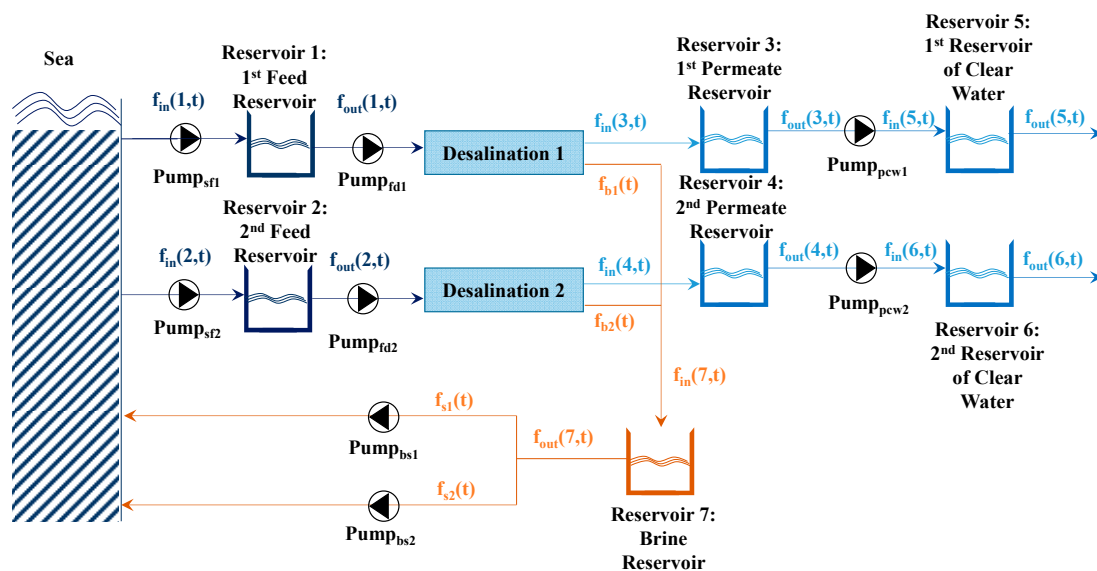 Sea
Reservoir 1:
1st Feed
Reservoir
fin(1,t)
fout(1,t)
Pumpsf1
Pumpfd1
Desalination 1
fin(3,t)
fb1(t)
Reservoir 3:
1st Permeate
Reservoir
fout(3,t)
fin(5,t)
Pumppcw1
Reservoir 5:
1st Reservoir
of Clear
Water
fout(5,t)
Reservoir 2:
2nd Feed
Reservoir
fin(2,t)
fout(2,t)
Pumpsf2
Pumpfd2
Desalination 2
fin(4,t)
fb2(t)
Reservoir 4:
2nd Permeate
Reservoir
fout(4,t)
fin(6,t)
Pumppcw2
fout(6,t)
Reservoir 6:
2nd Reservoir
of Clear
Water
fin(7,t)
fs1(t)
Pumpbs1
fout(7,t)
fs2(t)
Pumpbs2
Reservoir 7:
Brine
Reservoir